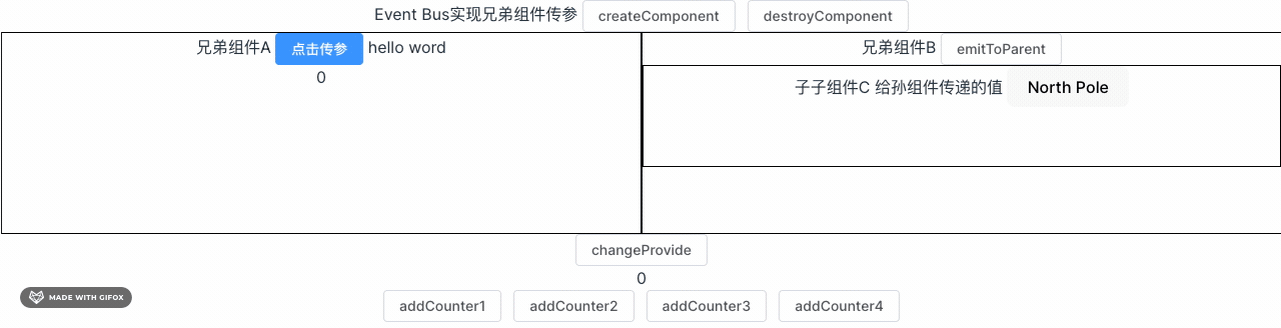 Event Bus实现兄弟组件传参 createComponent destroyComponent
兄弟组件A 点击传参 hello word
0
兄弟组件B emitToParent
子子组件C 给孙组件传递的值 North Pole
changeProvide
0
MADE WITH GIFOX
addCounter1 addCounter2 addCounter3 addCounter4